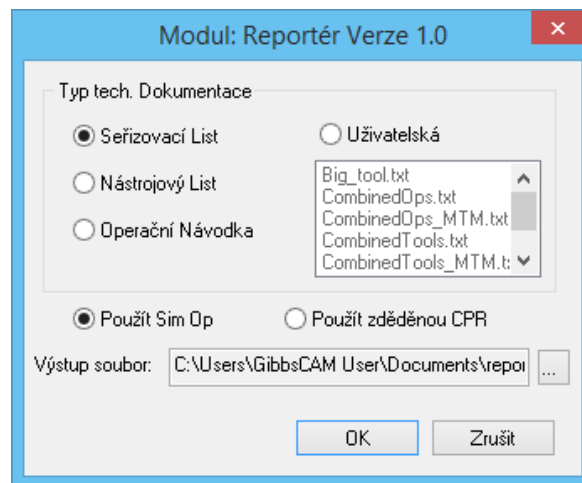 Modul: Reportér Verze 1.0
Typ tech. Dokumentace
Seřizovací List
Uživatelská
Nástrojový List
Operační Návodka
Big_tool.txt
CombinedOps.txt
CombinedOps_MTM.txt
CombinedTools.txt
CombinedTools_MTM.t
Použít Sim Op
Použít zděděnou CPR
Výstup soubor:
C:\Users\GibbsCAM User\Documents\repor
...
OK
Zrušit